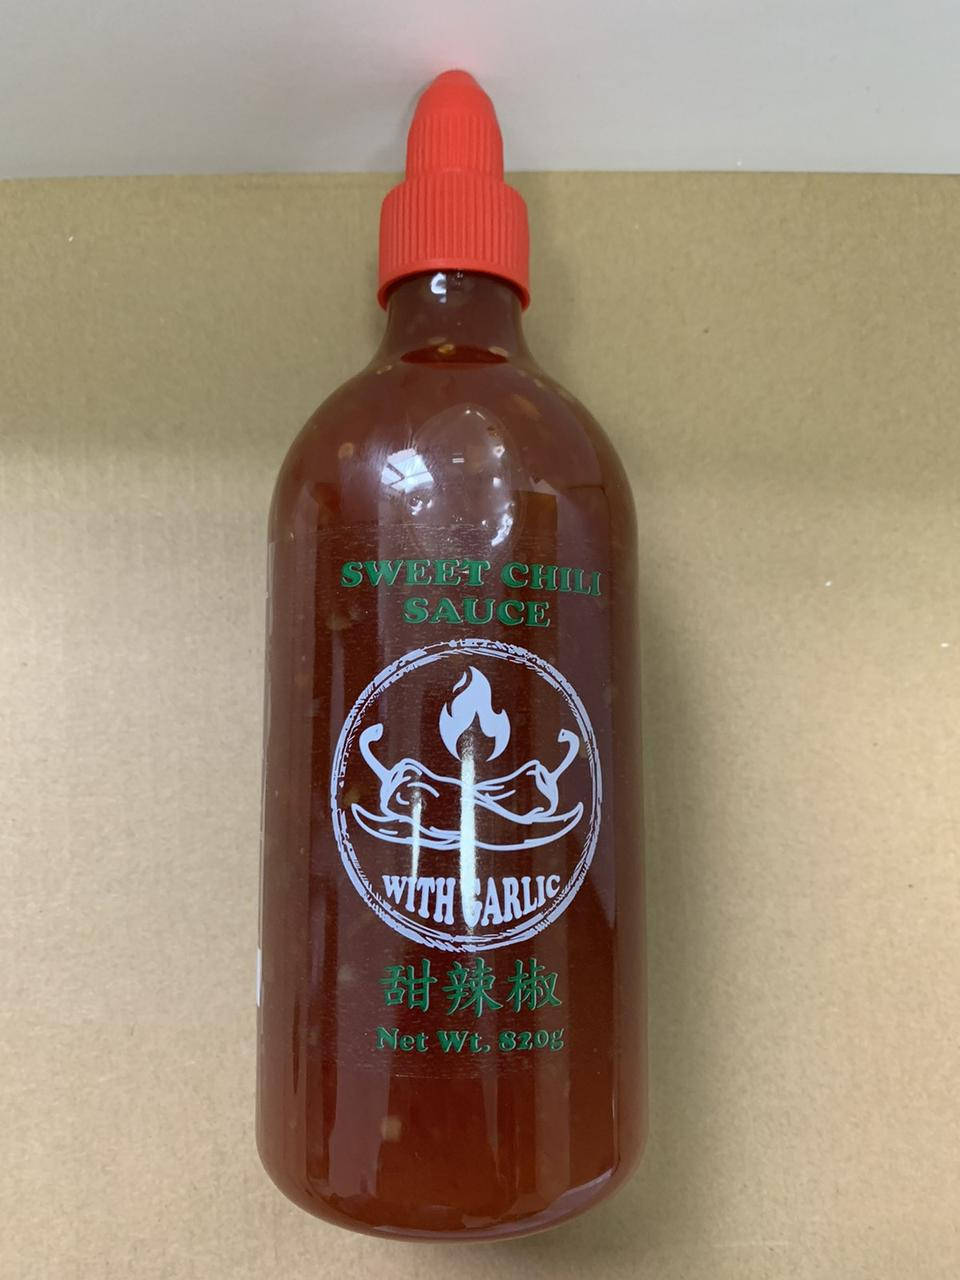 SWEET CHILI
SAUCE
WITH GARLIC
甜辣椒
Net Wt. 820g